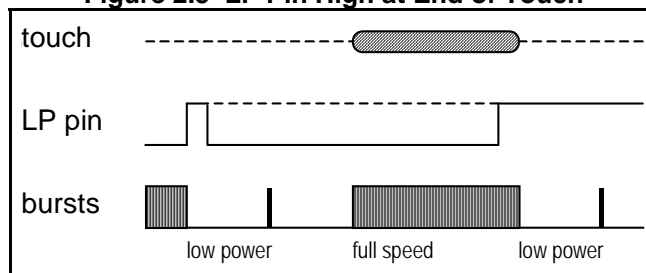 Figure 2.3 LP Pin High at End of Touch
touch
LP pin
bursts
low power full speed low power